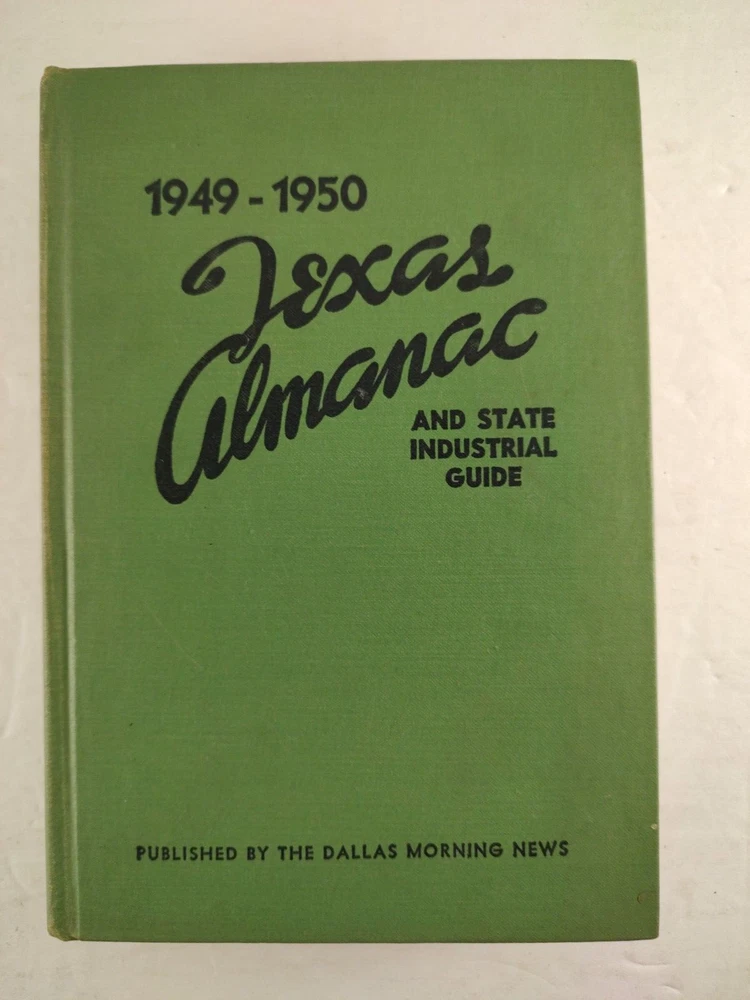 1949 - 1950
Texas
Almanac
AND STATE
INDUSTRIAL
GUIDE
PUBLISHED BY THE DALLAS MORNING NEWS